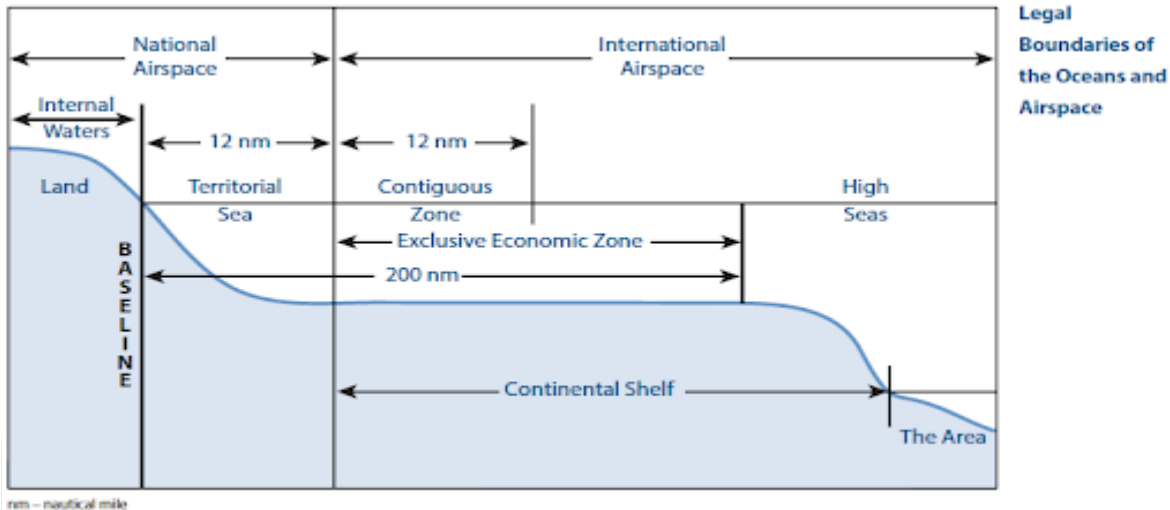 Legal
Boundaries of
the Oceans and
Airspace
National
Airspace
International
Airspace
Internal
Waters
12 nm
12 nm
Land
Territorial
Sea
Contiguous
Zone
High
Seas
Exclusive Economic Zone
200 nm
BASELINE
Continental Shelf
The Area
nm – nautical mile